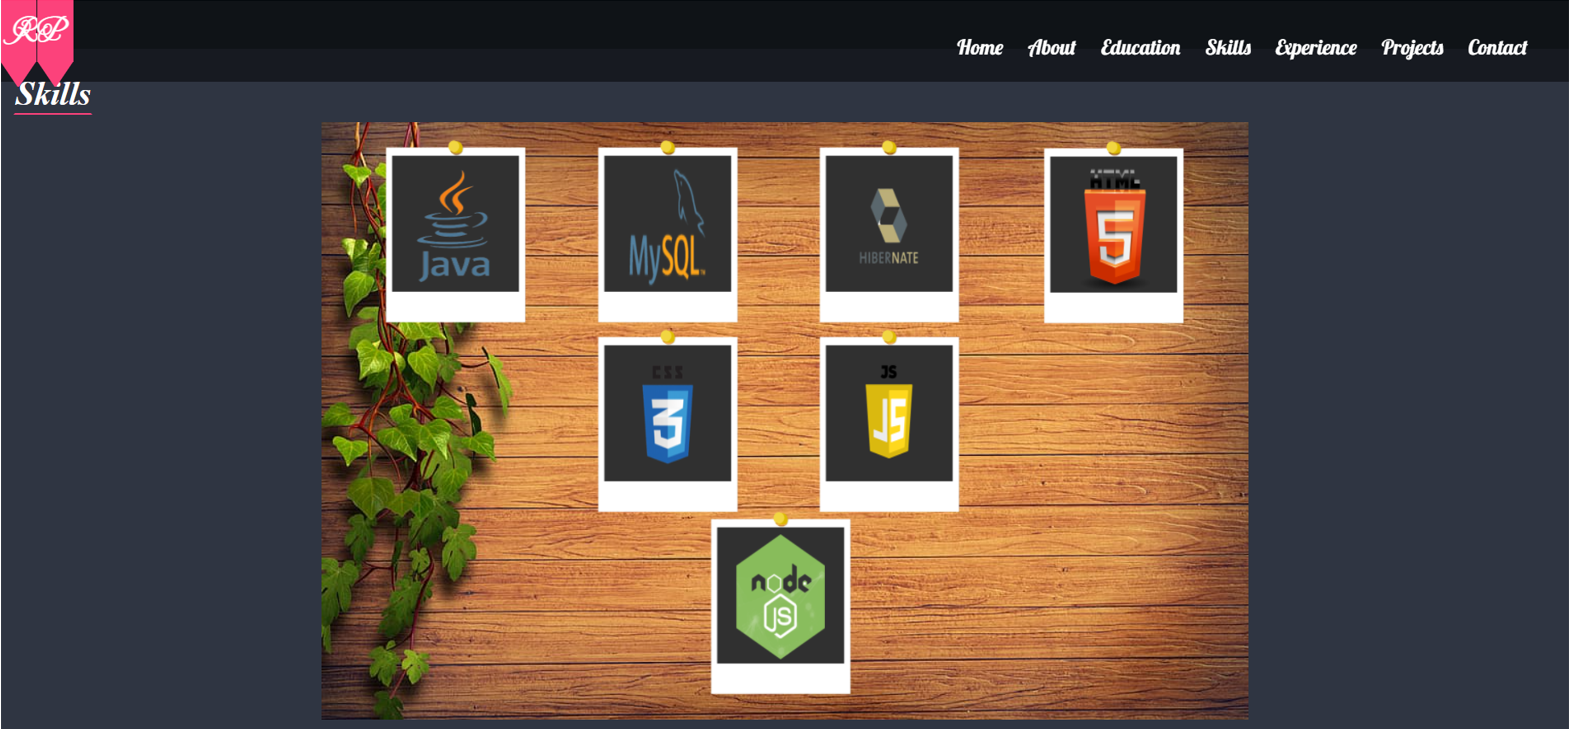 RP
Home About Education Skills Experience Projects Contact
Skills
Java
MySQL
HIBERNATE
HTML
5
CSS
3
JS
JS
node
JS